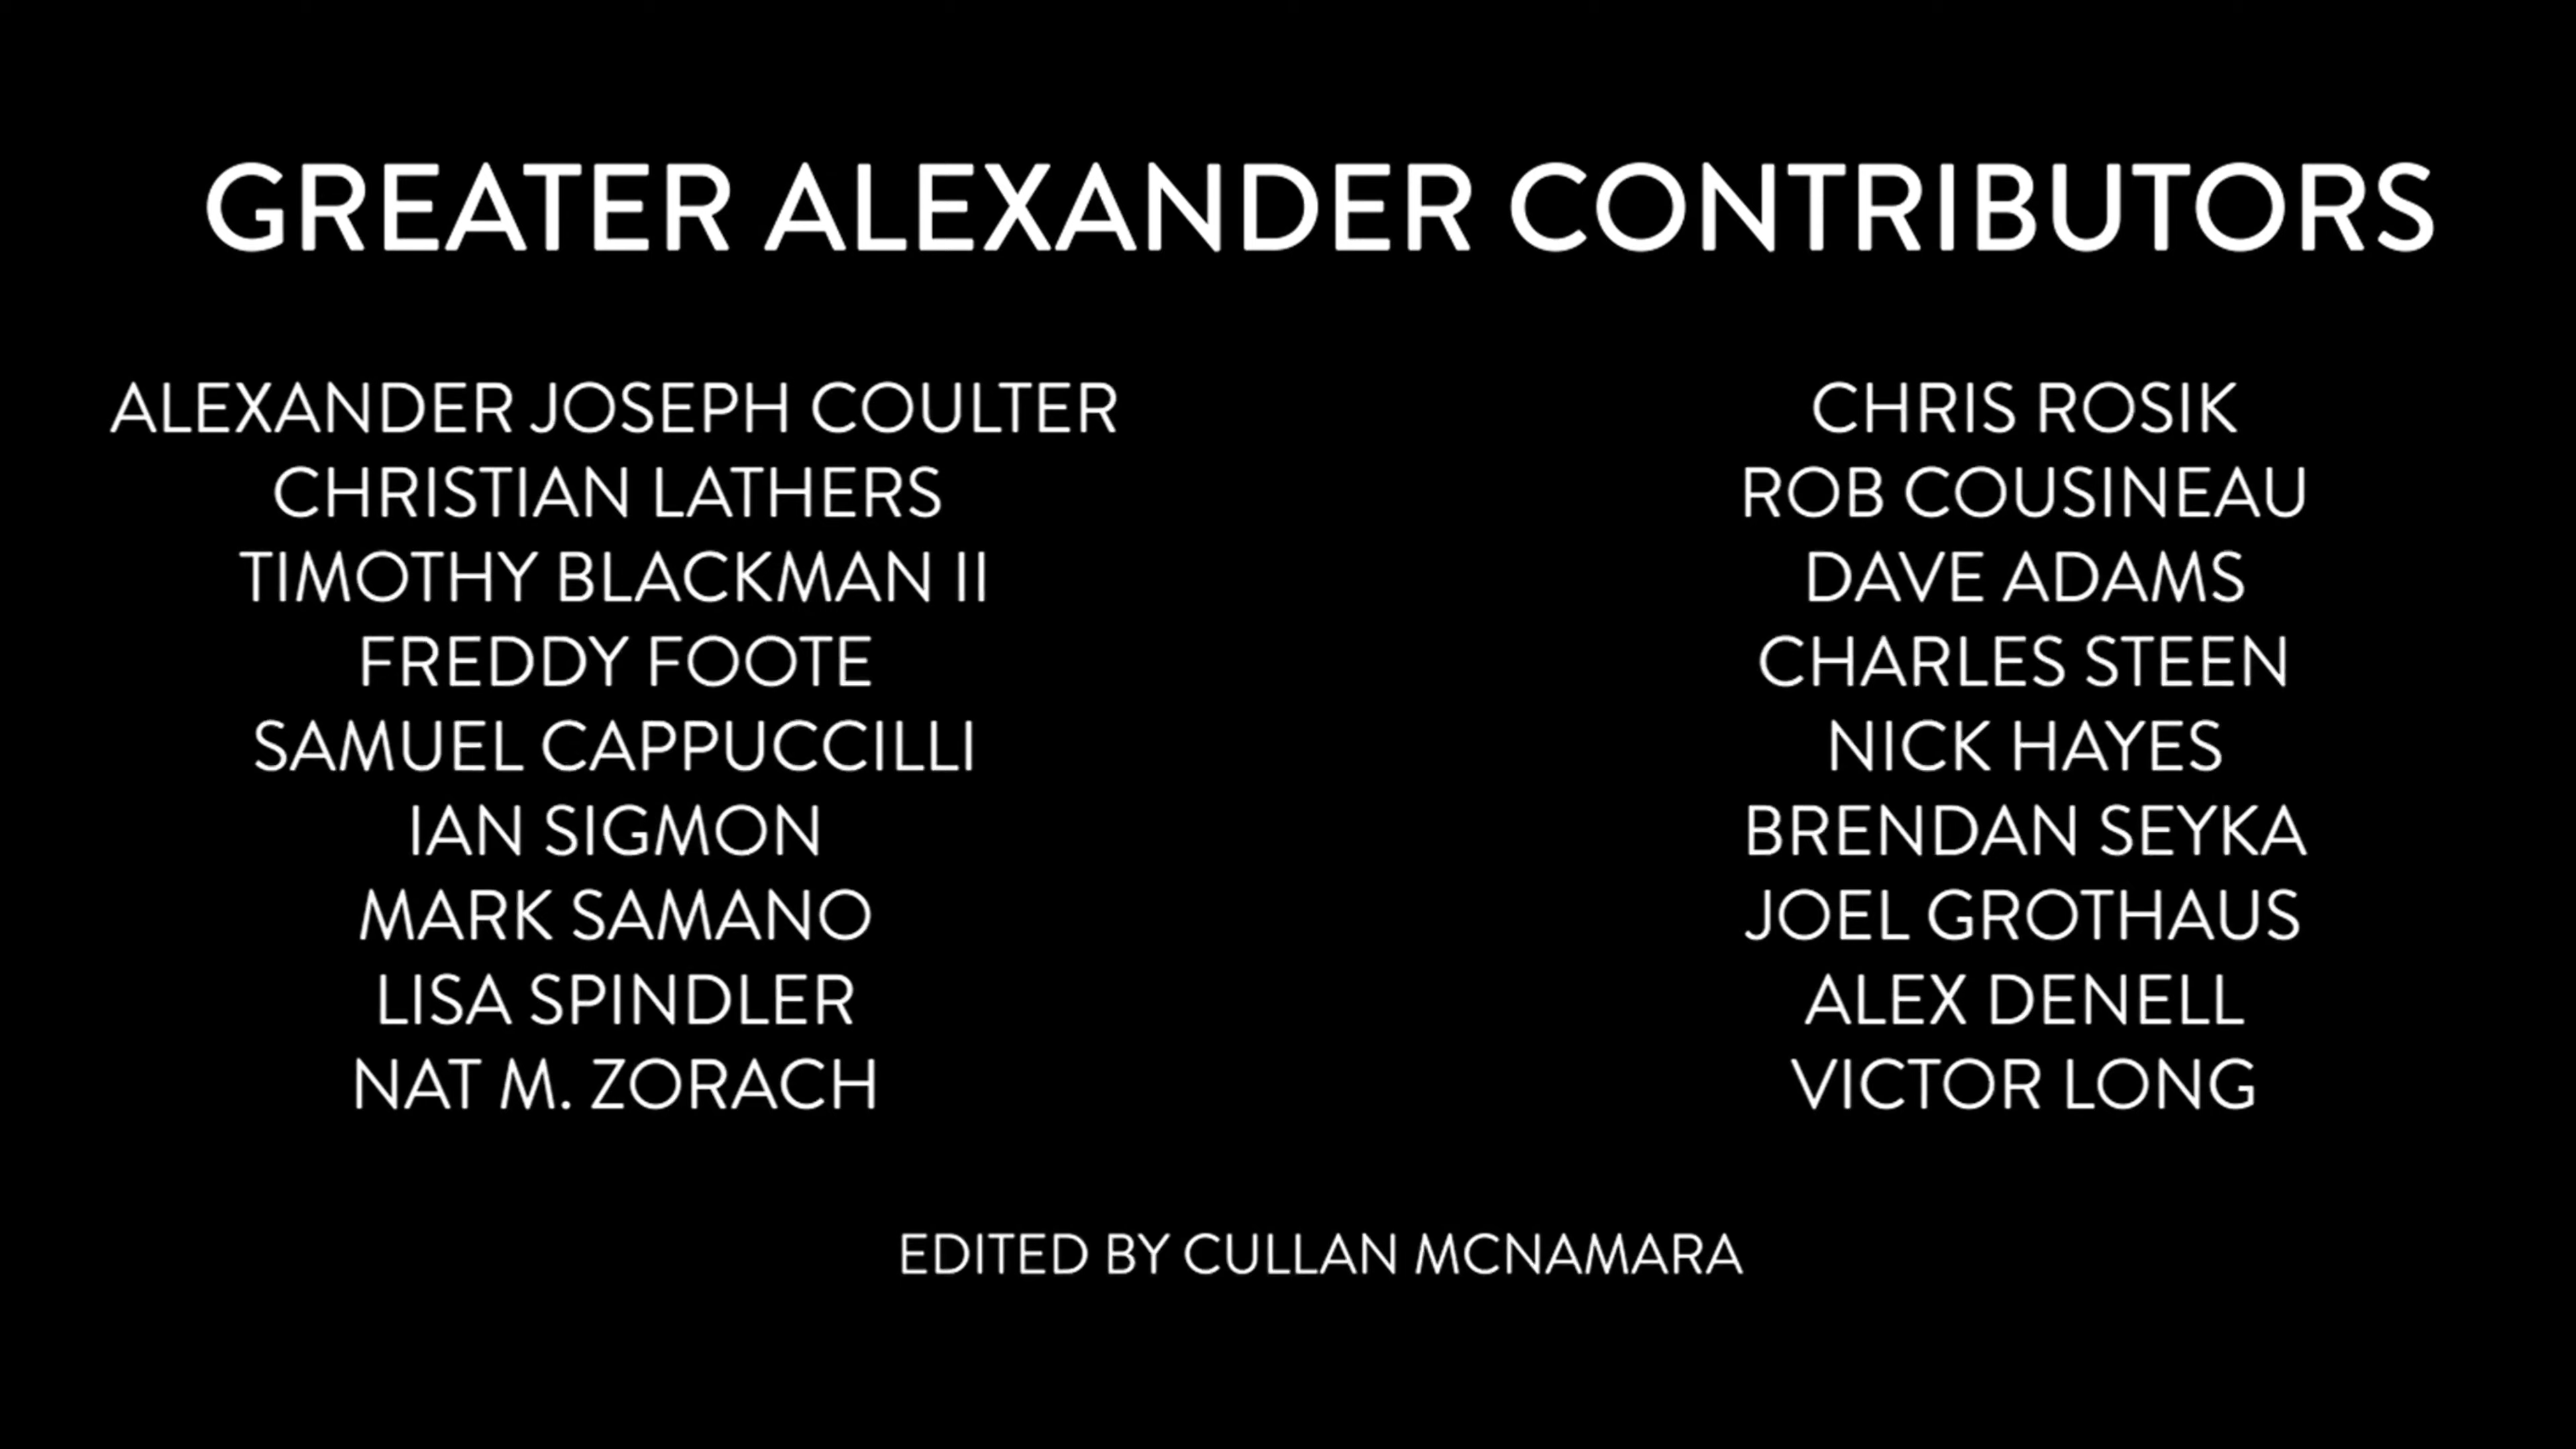 GREATER ALEXANDER CONTRIBUTORS
ALEXANDER JOSEPH COULTER
CHRISTIAN LATHERS
TIMOTHY BLACKMAN II
FREDDY FOOTE
SAMUEL CAPPUCCILLI
IAN SIGMON
MARK SAMANO
LISA SPINDLER
NAT M. ZORACH
CHRIS ROSIK
ROB COUSINEAU
DAVE ADAMS
CHARLES STEEN
NICK HAYES
BRENDAN SEYKA
JOEL GROTHAUS
ALEX DENELL
VICTOR LONG
EDITED BY CULLAN MCNAMARA